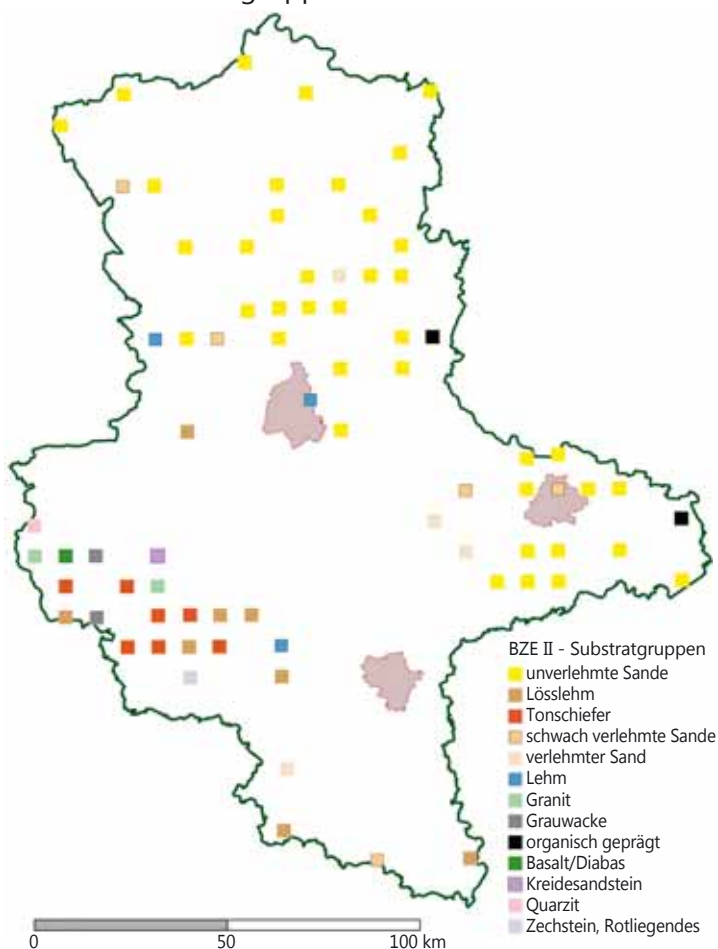 BZE II - Substratgruppen
unverlehmte Sande
Lösslehm
Tonschiefer
schwach verlehmte Sande
verlehmter Sand
Lehm
Granit
Grauwacke
organisch geprägt
Basalt/Diabas
Kreidesandstein
Quarzit
Zechstein, Rotliegendes
0 50 100 km